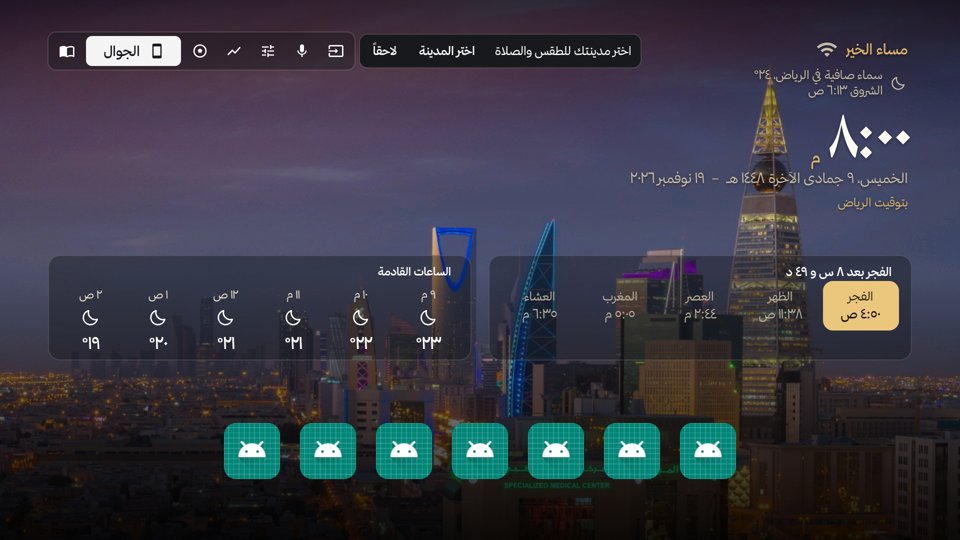 مساء الخير
سماء صافية في الرياض، ٢٤°
الشروق ٦:١٣ ص
٨:٠٠ م
الخميس، ٩ جمادى الآخرة ١٤٤٨ هـ – ١٩ نوفمبر ٢٠٢٦
بتوقيت الرياض
اختر مدينتك للطقس والصلاة
اختر المدينة
لاحقاً
الجوال
الفجر بعد ٨ س و ٤٩ د
الفجر الظهر العصر المغرب العشاء
٤:٥٠ ص ١١:٣٨ ص ٢:٤٤ م ٥:٠٥ م ٦:٣٥ م
الساعات القادمة
٩ م ١٠ م ١١ م ١٢ ص ١ ص ٢ ص
٢٣° ٢٢° ٢١° ٢١° ٢٠° ١٩°
SPECIALIZED MEDICAL CENTER